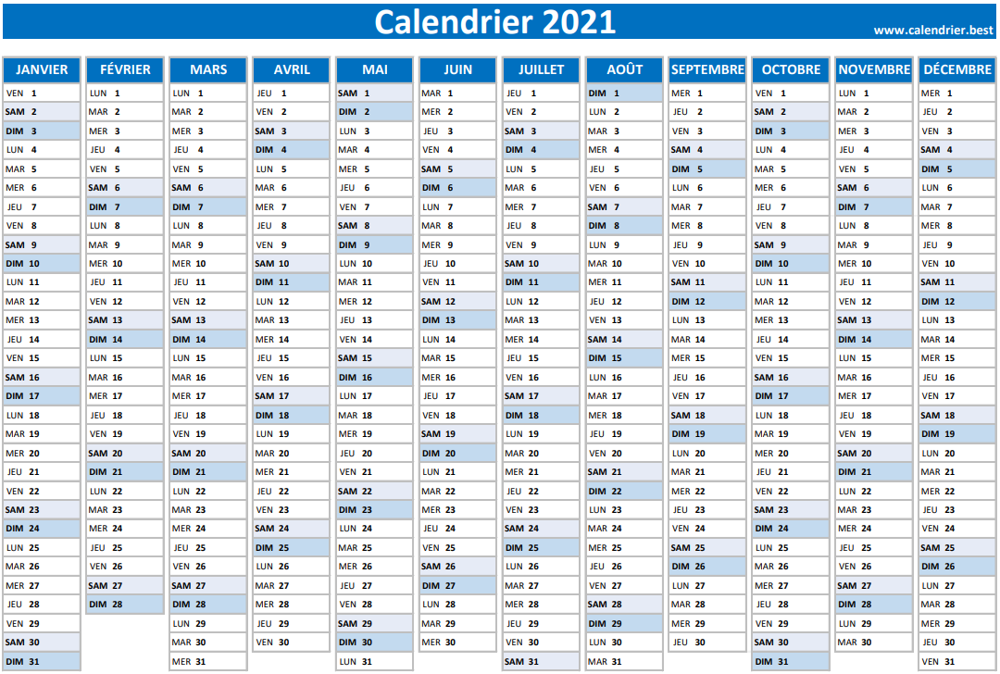 Calendrier 2021
www.calendrier.best
JANVIER FÉVRIER MARS AVRIL MAI JUIN JUILLET AOÛT SEPTEMBRE OCTOBRE NOVEMBRE DÉCEMBRE
VEN 1 LUN 1 LUN 1 JEU 1 SAM 1 MAR 1 JEU 1 DIM 1 MER 1 VEN 1 LUN 1 MER 1
SAM 2 MAR 2 MAR 2 VEN 2 DIM 2 MER 2 VEN 2 LUN 2 JEU 2 SAM 2 MAR 2 JEU 2
DIM 3 MER 3 MER 3 SAM 3 LUN 3 JEU 3 SAM 3 MAR 3 VEN 3 DIM 3 MER 3 VEN 3
LUN 4 JEU 4 JEU 4 DIM 4 MAR 4 VEN 4 DIM 4 MER 4 SAM 4 LUN 4 JEU 4 SAM 4
MAR 5 VEN 5 VEN 5 LUN 5 MER 5 SAM 5 LUN 5 JEU 5 DIM 5 MAR 5 VEN 5 DIM 5
MER 6 SAM 6 SAM 6 MAR 6 JEU 6 DIM 6 MAR 6 VEN 6 LUN 6 MER 6 SAM 6 LUN 6
JEU 7 DIM 7 DIM 7 MER 7 VEN 7 LUN 7 MER 7 SAM 7 MAR 7 JEU 7 DIM 7 MAR 7
VEN 8 LUN 8 LUN 8 JEU 8 SAM 8 MAR 8 JEU 8 DIM 8 MER 8 VEN 8 LUN 8 MER 8
SAM 9 MAR 9 MAR 9 VEN 9 DIM 9 MER 9 VEN 9 LUN 9 JEU 9 SAM 9 MAR 9 JEU 9
DIM 10 MER 10 MER 10 SAM 10 LUN 10 JEU 10 SAM 10 MAR 10 VEN 10 DIM 10 MER 10 VEN 10
LUN 11 JEU 11 JEU 11 DIM 11 MAR 11 VEN 11 DIM 11 MER 11 SAM 11 LUN 11 JEU 11 SAM 11
MAR 12 VEN 12 VEN 12 LUN 12 MER 12 SAM 12 LUN 12 JEU 12 DIM 12 MAR 12 VEN 12 DIM 12
MER 13 SAM 13 SAM 13 MAR 13 JEU 13 DIM 13 MAR 13 VEN 13 LUN 13 MER 13 SAM 13 LUN 13
JEU 14 DIM 14 DIM 14 MER 14 VEN 14 LUN 14 MER 14 SAM 14 MAR 14 JEU 14 DIM 14 MAR 14
VEN 15 LUN 15 LUN 15 JEU 15 SAM 15 MAR 15 JEU 15 DIM 15 MER 15 VEN 15 LUN 15 MER 15
SAM 16 MAR 16 MAR 16 VEN 16 DIM 16 MER 16 VEN 16 LUN 16 JEU 16 SAM 16 MAR 16 JEU 16
DIM 17 MER 17 MER 17 SAM 17 LUN 17 JEU 17 SAM 17 MAR 17 VEN 17 DIM 17 MER 17 VEN 17
LUN 18 JEU 18 JEU 18 DIM 18 MAR 18 VEN 18 DIM 18 MER 18 SAM 18 LUN 18 JEU 18 SAM 18
MAR 19 VEN 19 VEN 19 LUN 19 MER 19 SAM 19 LUN 19 JEU 19 DIM 19 MAR 19 VEN 19 DIM 19
MER 20 SAM 20 SAM 20 MAR 20 JEU 20 DIM 20 MAR 20 VEN 20 LUN 20 MER 20 SAM 20 LUN 20
JEU 21 DIM 21 DIM 21 MER 21 VEN 21 LUN 21 MER 21 SAM 21 MAR 21 JEU 21 DIM 21 MAR 21
VEN 22 LUN 22 LUN 22 JEU 22 SAM 22 MAR 22 JEU 22 DIM 22 MER 22 VEN 22 LUN 22 MER 22
SAM 23 MAR 23 MAR 23 VEN 23 DIM 23 MER 23 VEN 23 LUN 23 JEU 23 SAM 23 MAR 23 JEU 23
DIM 24 MER 24 MER 24 SAM 24 LUN 24 JEU 24 SAM 24 MAR 24 VEN 24 DIM 24 MER 24 VEN 24
LUN 25 JEU 25 JEU 25 DIM 25 MAR 25 VEN 25 DIM 25 MER 25 SAM 25 LUN 25 JEU 25 SAM 25
MAR 26 VEN 26 VEN 26 LUN 26 MER 26 SAM 26 LUN 26 JEU 26 DIM 26 MAR 26 VEN 26 DIM 26
MER 27 SAM 27 SAM 27 MAR 27 JEU 27 DIM 27 MAR 27 VEN 27 LUN 27 MER 27 SAM 27 LUN 27
JEU 28 DIM 28 DIM 28 MER 28 VEN 28 LUN 28 MER 28 SAM 28 MAR 28 JEU 28 DIM 28 MAR 28
VEN 29 LUN 29 JEU 29 SAM 29 MAR 29 JEU 29 DIM 29 MER 29 VEN 29 LUN 29 MER 29
SAM 30 MAR 30 VEN 30 DIM 30 MER 30 VEN 30 LUN 30 JEU 30 SAM 30 MAR 30 JEU 30
DIM 31 MER 31 LUN 31 SAM 31 MAR 31 DIM 31 VEN 31